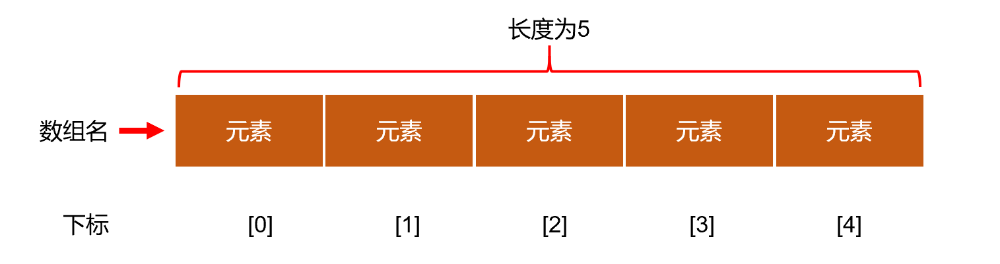 长度为5
数组名 元素 元素 元素 元素 元素
下标 [0] [1] [2] [3] [4]